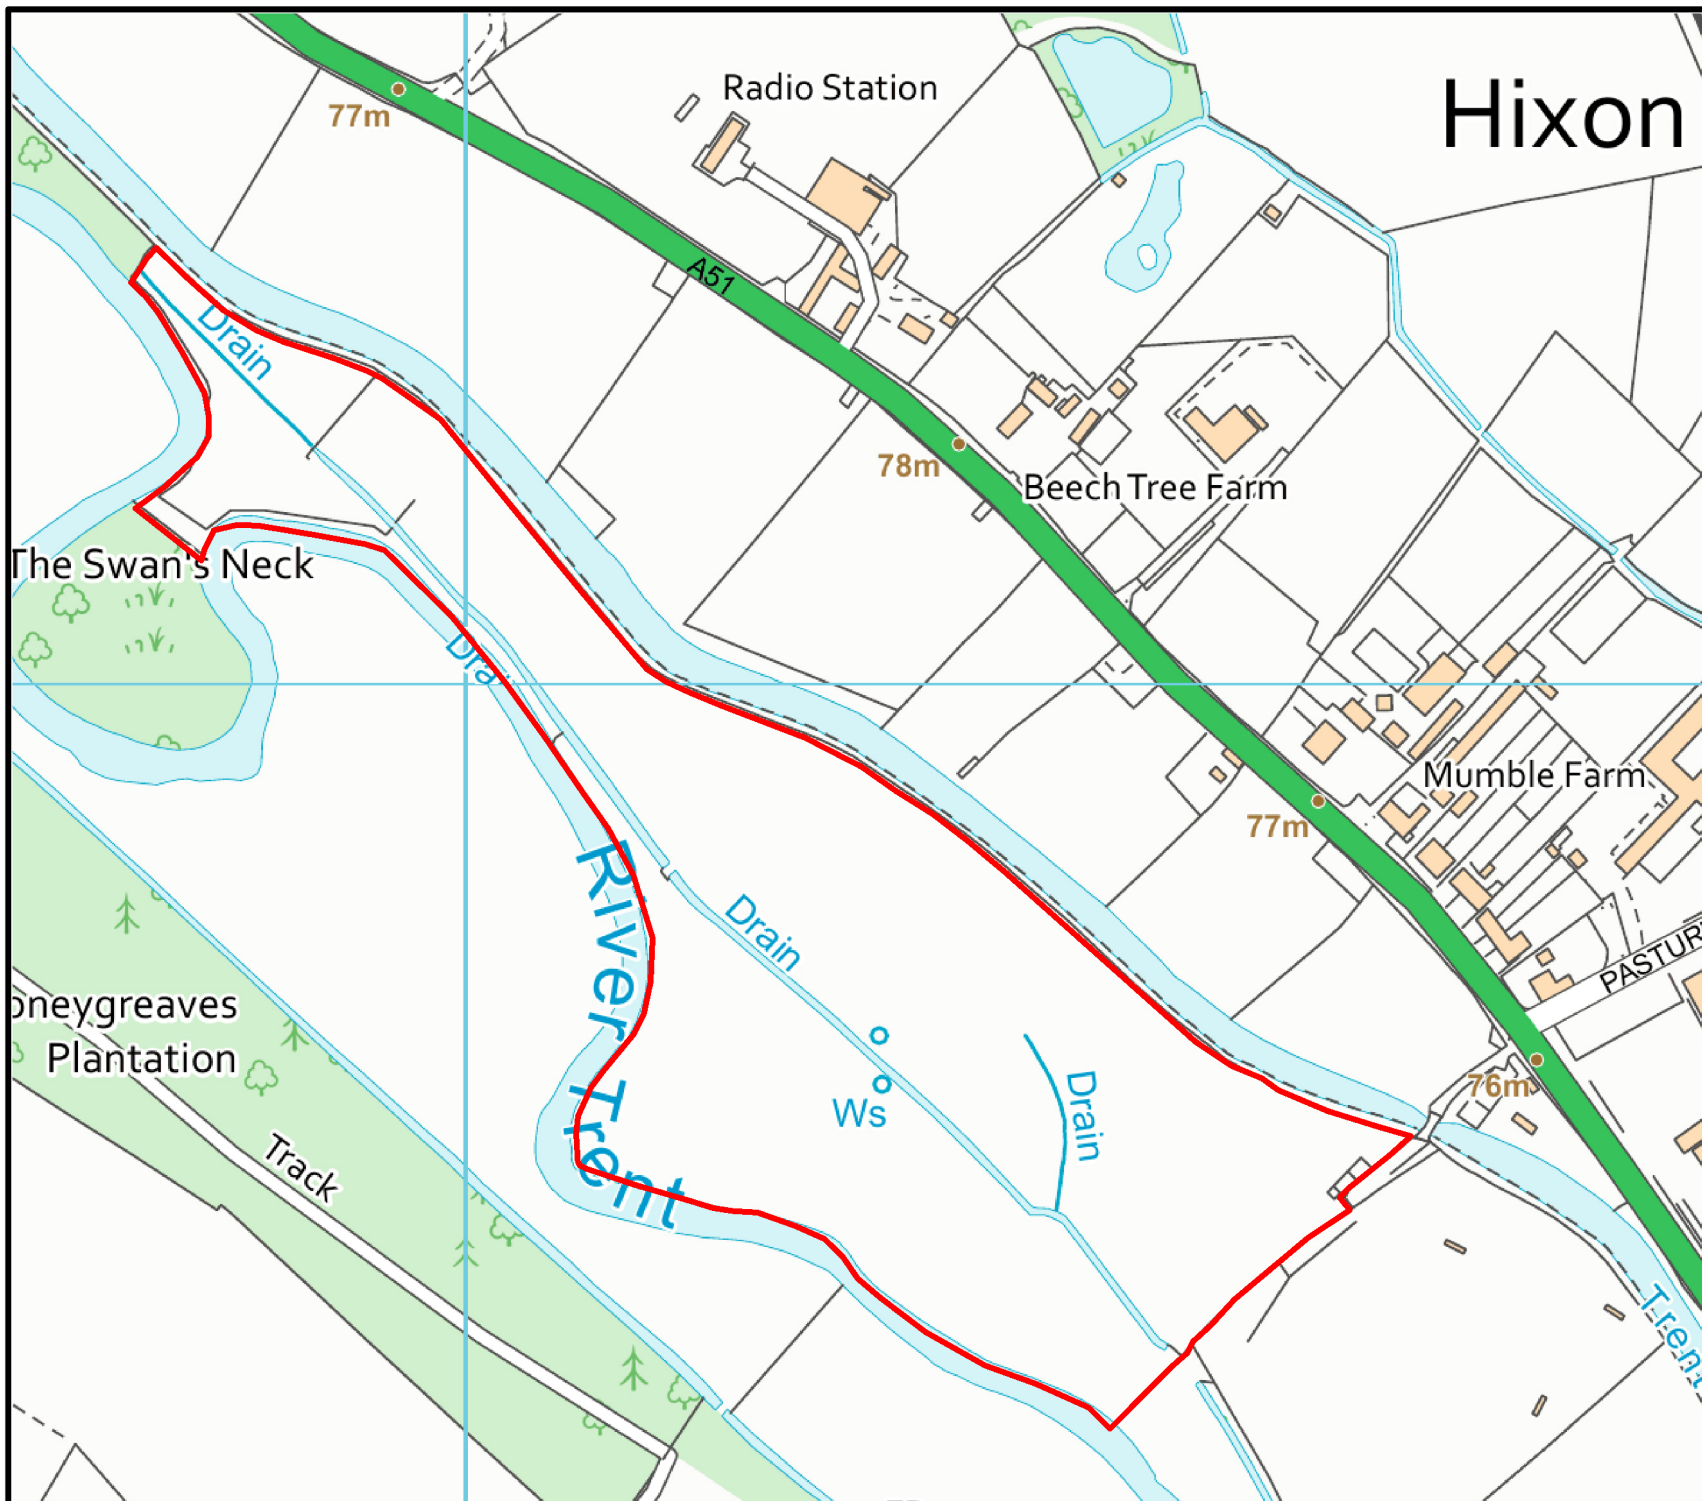 Radio Station
Hixon
77m
A51
Drain
78m
Beech Tree Farm
The Swan's Neck
Drai
Mumble Farm
77m
River Trent
Drain
PASTUR
oneygreaves
Plantation
76m
Ws
Drain
Track
Trent